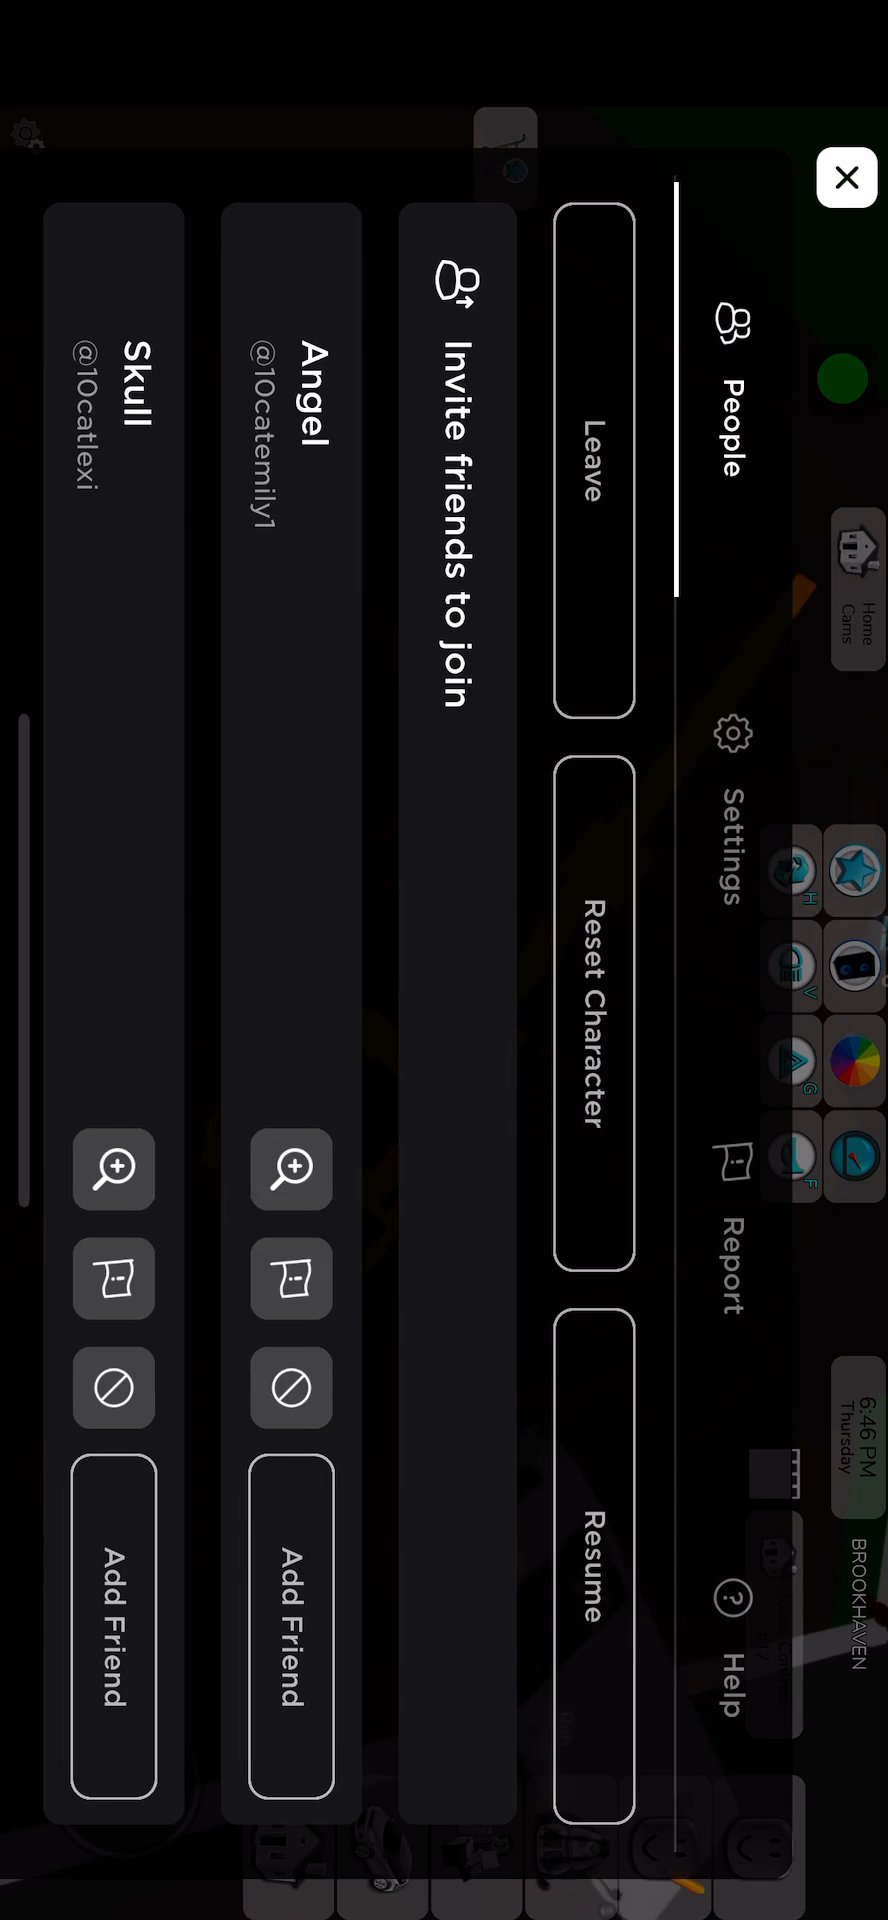 People
Settings
Report
Help
Leave
Reset Character
Resume
Invite friends to join
Angel
@10catemily1
Add Friend
Skull
@10catlexi
Add Friend
Home
Cams
H
V
G
F
6:46 PM
Thursday
BROOKHAVEN